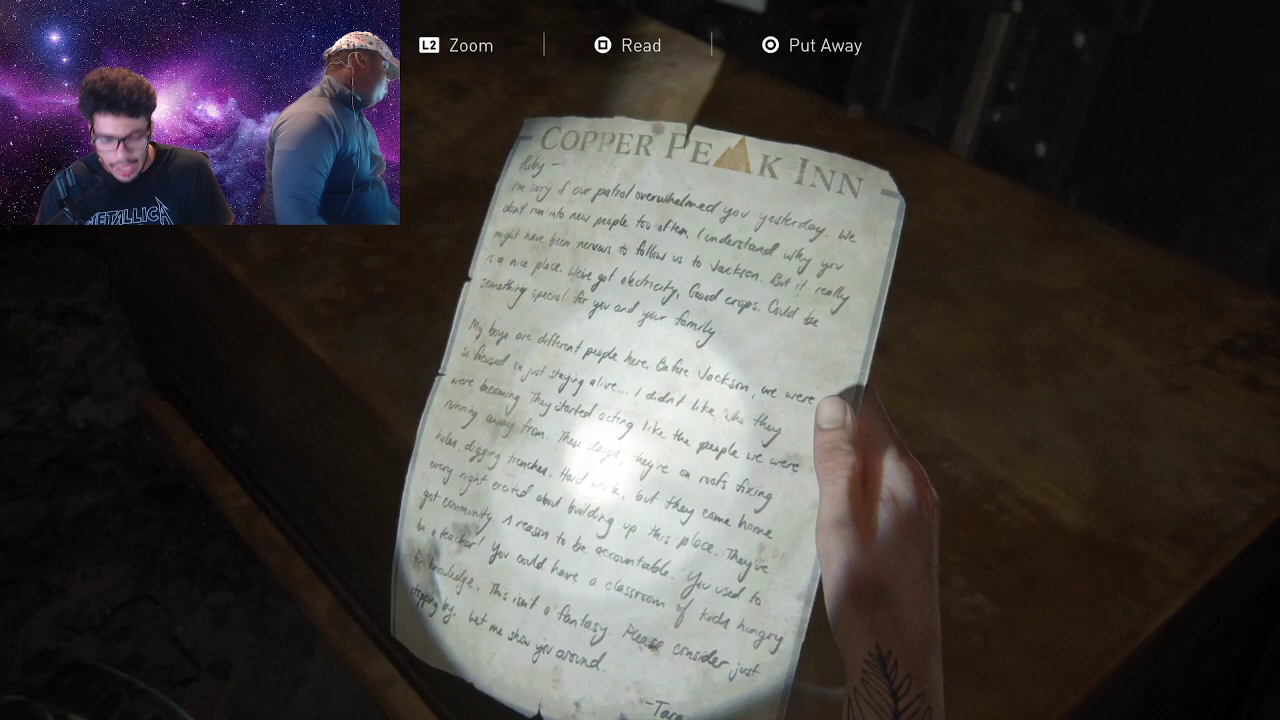 L2 Zoom
Read
Put Away
COPPER PEAK INN
Ruby -
I'm sorry if our patrol overwhelmed you yesterday. We
don't run into new people too often. I understand why you
might have been nervous to follow us to Jackson. But it really
is a nice place. We've got electricity. Good crops. Could be
something special for you and your family
My boys are different people here. Before Jackson, we were
so focused on just staying alive... I didn't like who they
were becoming. They started acting like the people we were
running away from. These days, they're on roofs fixing
holes, digging trenches. Hard work, but they come home
every night excited about building up this place. They've
got community. A reason to be accountable. You used to
be a teacher! You could have a classroom of kids hungry
for knowledge. This isn't a fantasy. Please consider just
stopping by. Let me show you around.
-Tara
METALLICA